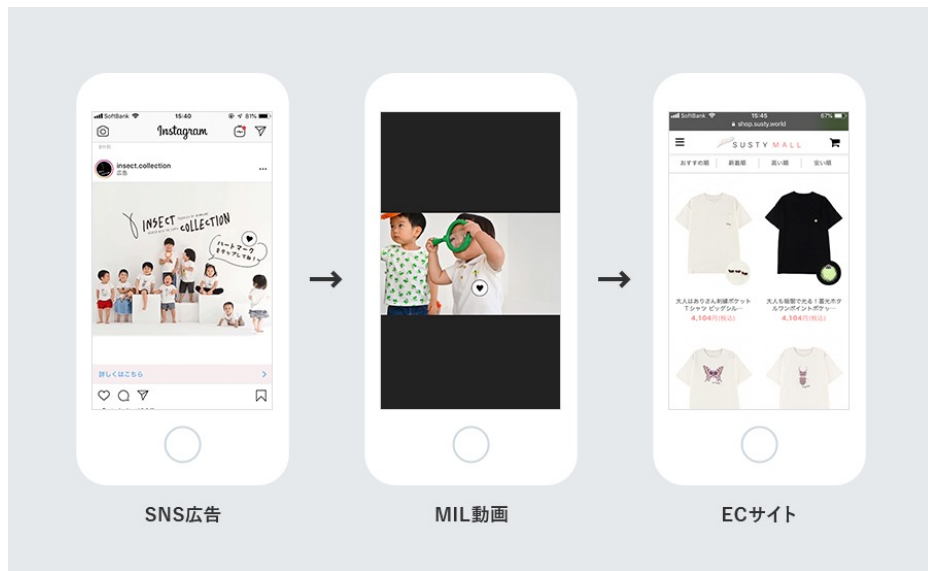 SoftBank 15:40 81%
Instagram
insect.collection
広告
INSECT COLLECTION
ハートマーク
をタップしてね!
詳しくはこちら
SoftBank 15:45 67%
shop.susty.world
SUSTY MALL
おすすめ順 新着順 高い順 安い順
大人はありさん刺繍ポケット
Tシャツ ビッグシル…
4,104円(税込)
大人も暗闇で光る!蓄光ホタ
ルワンポイントポケッ…
4,104円(税込)
SNS広告
MIL動画
ECサイト